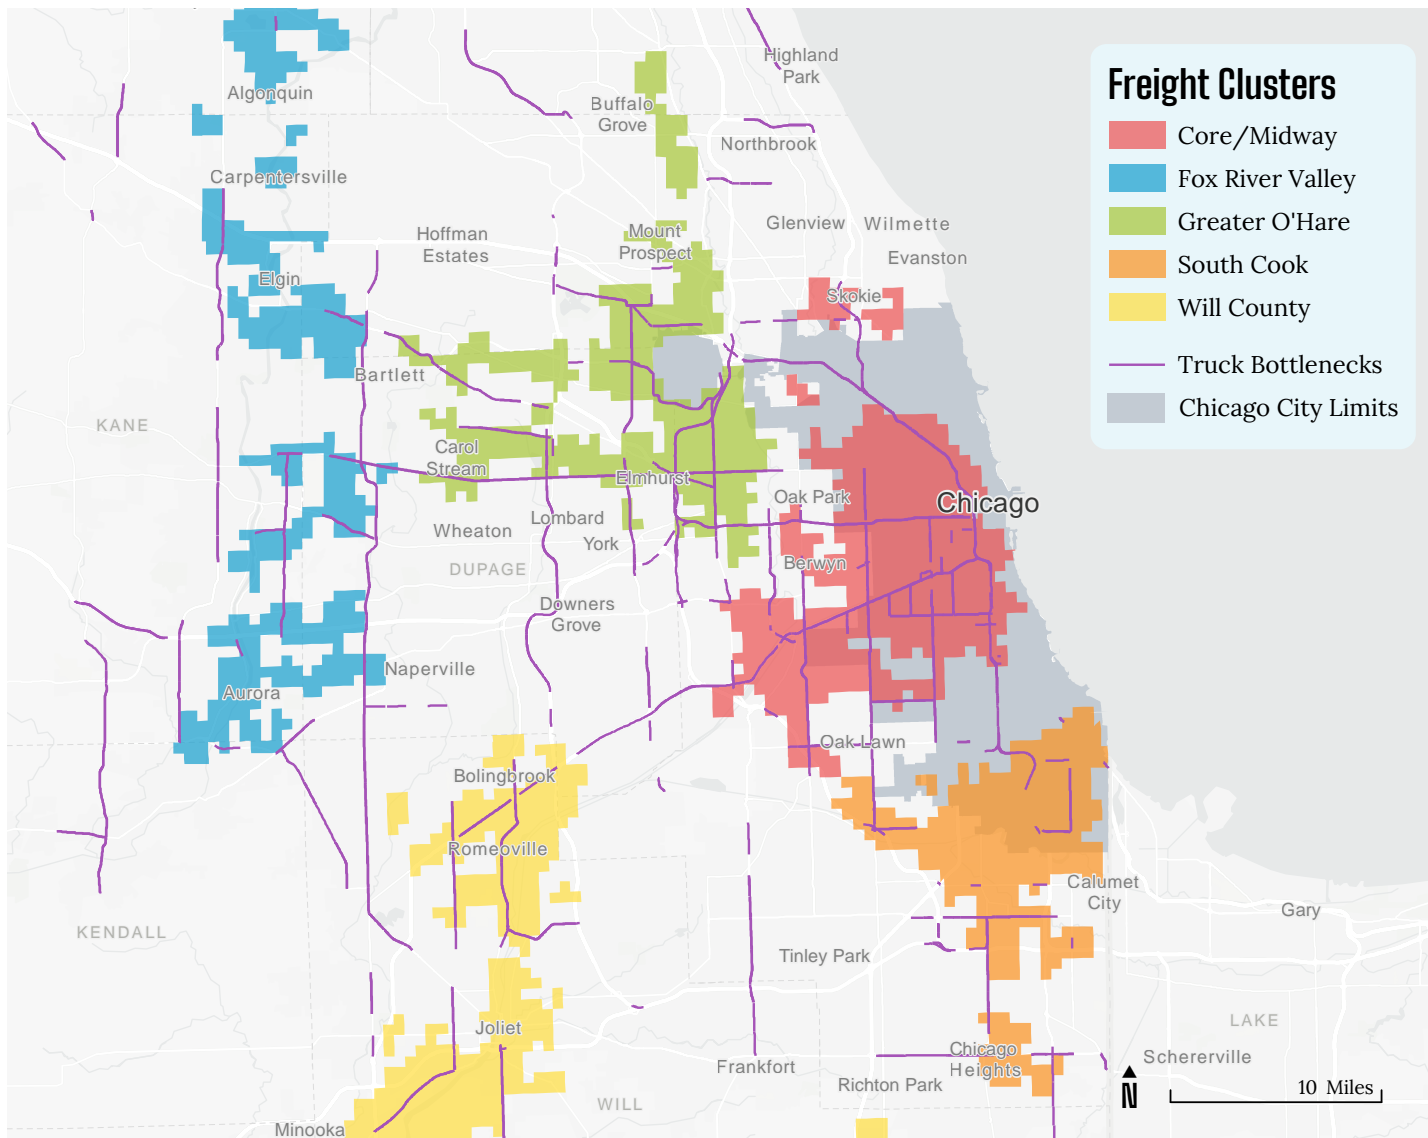 Highland
Park
Freight Clusters
Core/Midway
Fox River Valley
Greater O'Hare
South Cook
Will County
Truck Bottlenecks
Chicago City Limits
Algonquin
Buffalo
Grove
Northbrook
Carpentersville
Glenview
Wilmette
Hoffman
Estates
Mount
Prospect
Evanston
Elgin
Skokie
Bartlett
KANE
Carol
Stream
Elmhurst
Oak Park
Chicago
Wheaton
Lombard
York
DUPAGE
Berwyn
Downers
Grove
Naperville
Aurora
Oak Lawn
Bolingbrook
Romeoville
Calumet
City
Gary
KENDALL
Tinley Park
Joliet
LAKE
Chicago
Heights
Schererville
Frankfort
Richton Park
N
10 Miles
WILL
Minooka